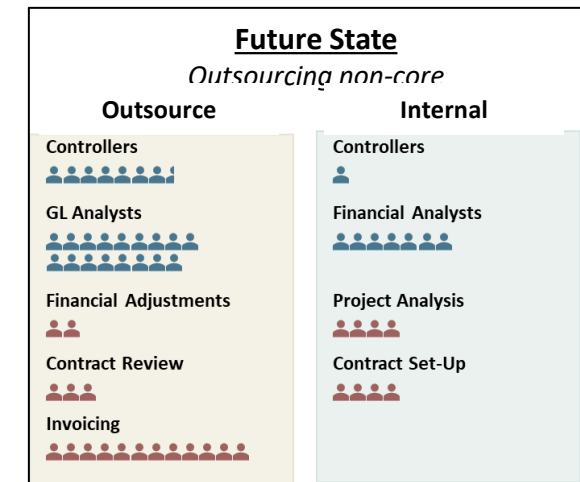 Future State
Outsourcing non-core
Outsource
Controllers
GL Analysts
Financial Adjustments
Contract Review
Invoicing
Internal
Controllers
Financial Analysts
Project Analysis
Contract Set-Up